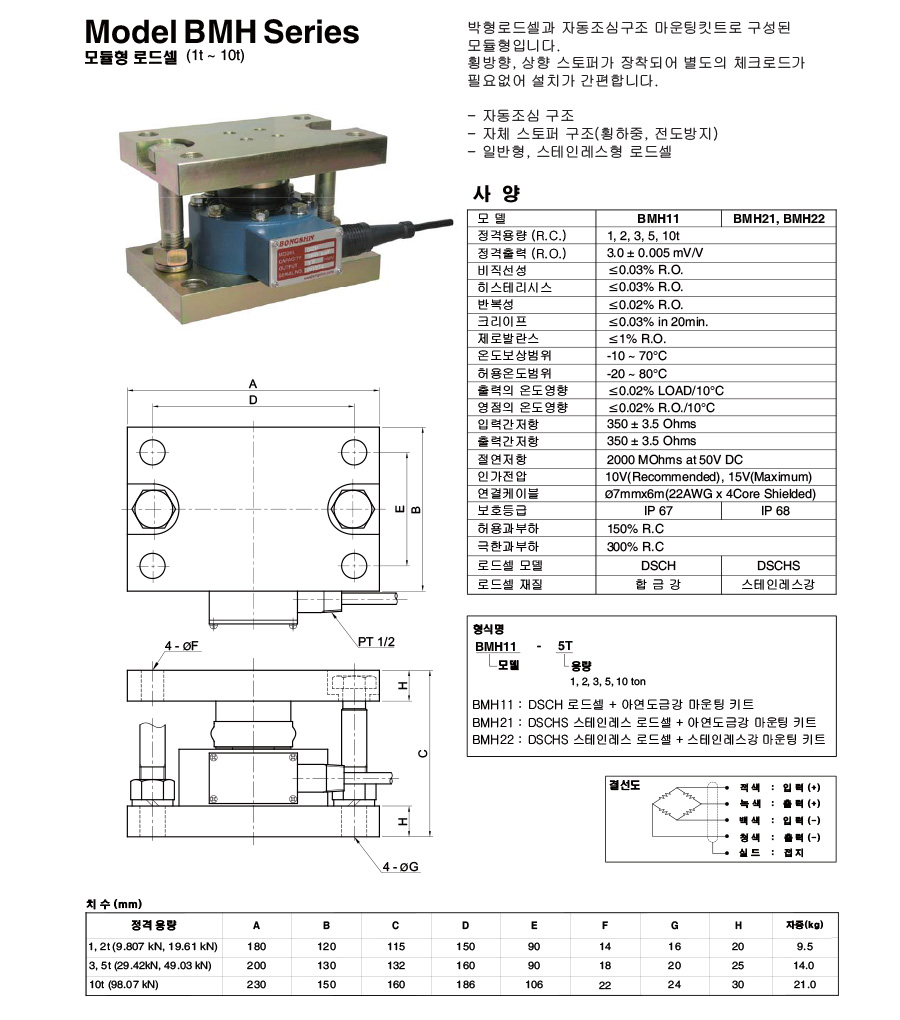 Model BMH Series
모듈형 로드셀 (1t ~ 10t)
박형로드셀과 자동조심구조 마운팅킷트로 구성된
모듈형입니다.
횡방향, 상향 스토퍼가 장착되어 별도의 체크로드가
필요없어 설치가 간편합니다.
– 자동조심 구조
– 자체 스토퍼 구조(횡하중, 전도방지)
– 일반형, 스테인레스형 로드셀
BONGSHIN
MODEL
CAPACITY
OUTPUT
SERIAL NO.
사 양
모 델 BMH11 BMH21, BMH22
정격용량 (R.C.) 1, 2, 3, 5, 10t
정격출력 (R.O.) 3.0 ± 0.005 mV/V
비직선성 ≤0.03% R.O.
히스테리시스 ≤0.03% R.O.
반복성 ≤0.02% R.O.
크리이프 ≤0.03% in 20min.
제로발란스 ≤1% R.O.
온도보상범위 -10 ~ 70°C
허용온도범위 -20 ~ 80°C
출력의 온도영향 ≤0.02% LOAD/10°C
영점의 온도영향 ≤0.02% R.O./10°C
입력간저항 350 ± 3.5 Ohms
출력간저항 350 ± 3.5 Ohms
절연저항 2000 MOhms at 50V DC
인가전압 10V(Recommended), 15V(Maximum)
연결케이블 ø7mmx6m(22AWG x 4Core Shielded)
보호등급 IP 67 IP 68
허용과부하 150% R.C
극한과부하 300% R.C
로드셀 모델 DSCH DSCHS
로드셀 재질 합 금 강 스테인레스강
A
D
E
B
PT 1/2
4 - ØF
H
C
H
4 - ØG
형식명
BMH11 - 5T
모델 용량
1, 2, 3, 5, 10 ton
BMH11 : DSCH 로드셀 + 아연도금강 마운팅 키트
BMH21 : DSCHS 스테인레스 로드셀 + 아연도금강 마운팅 키트
BMH22 : DSCHS 스테인레스 로드셀 + 스테인레스강 마운팅 키트
결선도
적색 : 입력 (+)
녹색 : 출력 (+)
백색 : 입력 (-)
청색 : 출력 (-)
실드 : 접지
치 수 (mm)
정격 용량 A B C D E F G H 자중(kg)
1, 2t (9.807 kN, 19.61 kN) 180 120 115 150 90 14 16 20 9.5
3, 5t (29.42kN, 49.03 kN) 200 130 132 160 90 18 20 25 14.0
10t (98.07 kN) 230 150 160 186 106 22 24 30 21.0